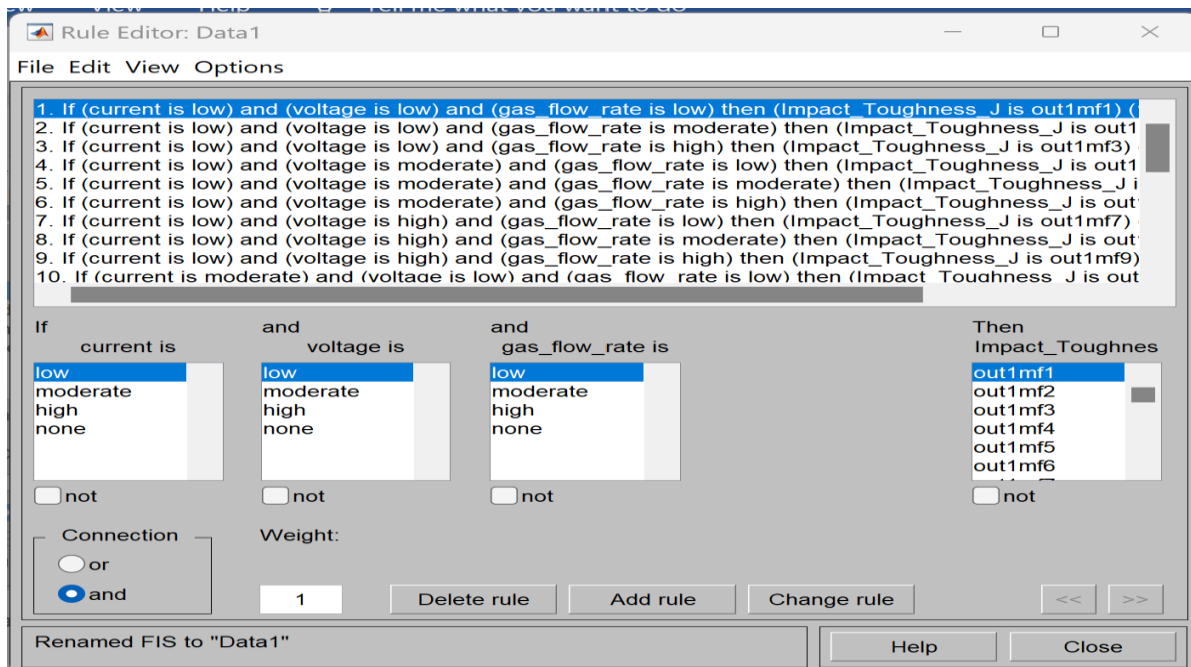 Rule Editor: Data1
File Edit View Options
1. If (current is low) and (voltage is low) and (gas_flow_rate is low) then (Impact_Toughness_J is out1mf1) (
2. If (current is low) and (voltage is low) and (gas_flow_rate is moderate) then (Impact_Toughness_J is out1
3. If (current is low) and (voltage is low) and (gas_flow_rate is high) then (Impact_Toughness_J is out1mf3)
4. If (current is low) and (voltage is moderate) and (gas_flow_rate is low) then (Impact_Toughness_J is out1
5. If (current is low) and (voltage is moderate) and (gas_flow_rate is moderate) then (Impact_Toughness_J i
6. If (current is low) and (voltage is moderate) and (gas_flow_rate is high) then (Impact_Toughness_J is out
7. If (current is low) and (voltage is high) and (gas_flow_rate is low) then (Impact_Toughness_J is out1mf7)
8. If (current is low) and (voltage is high) and (gas_flow_rate is moderate) then (Impact_Toughness_J is out
9. If (current is low) and (voltage is high) and (gas_flow_rate is high) then (Impact_Toughness_J is out1mf9)
10. If (current is moderate) and (voltage is low) and (gas_flow_rate is low) then (Impact_Toughness_J is out
If and and Then
current is voltage is gas_flow_rate is Impact_Toughnes
low low low out1mf1
moderate moderate moderate out1mf2
high high high out1mf3
none none none out1mf4
out1mf5
out1mf6
not not not not
Connection Weight:
or
and 1 Delete rule Add rule Change rule << >>
Renamed FIS to "Data1" Help Close